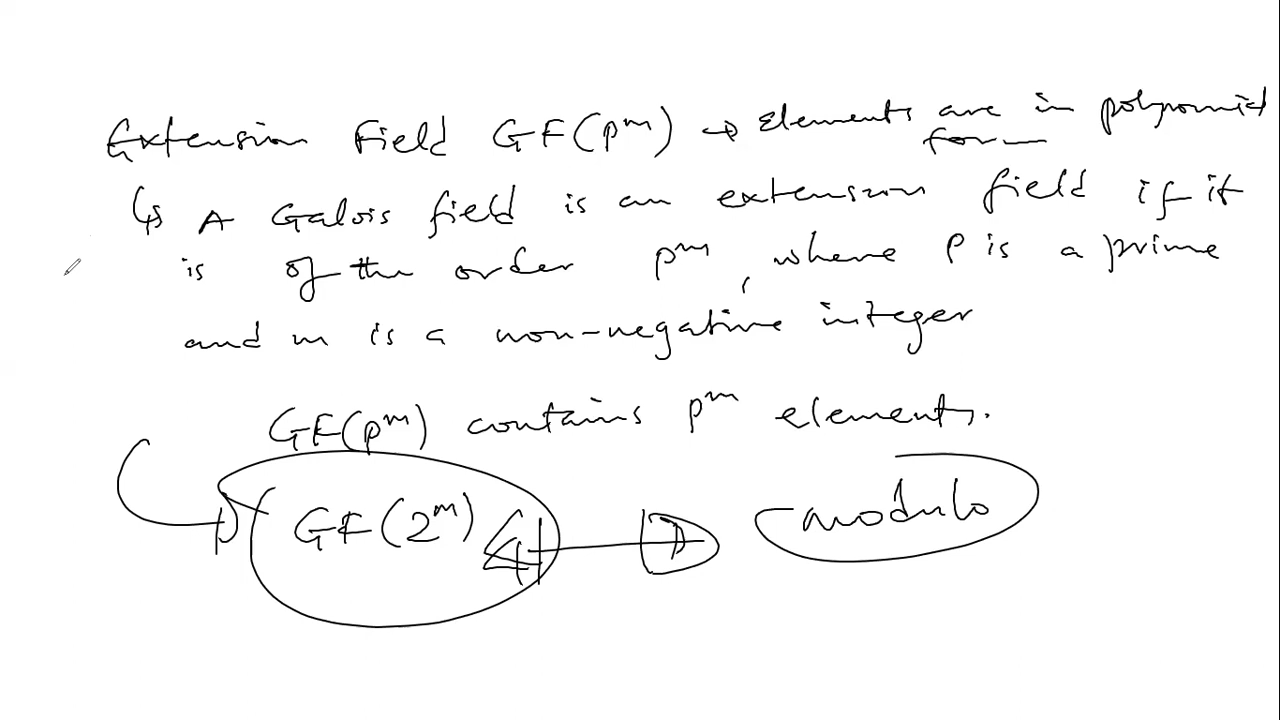 Extension Field GF(p^m) → Elements are in polynomial
form
↳ A Galois field is an extension field if it
is of the order p^m, where P is a prime
and m is a non-negative integer
GF(p^m) contains p^m elements.
GF(2^m) modulo